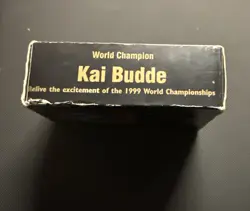 World Champion
Kai Budde
Relive the excitement of the 1999 World Championships